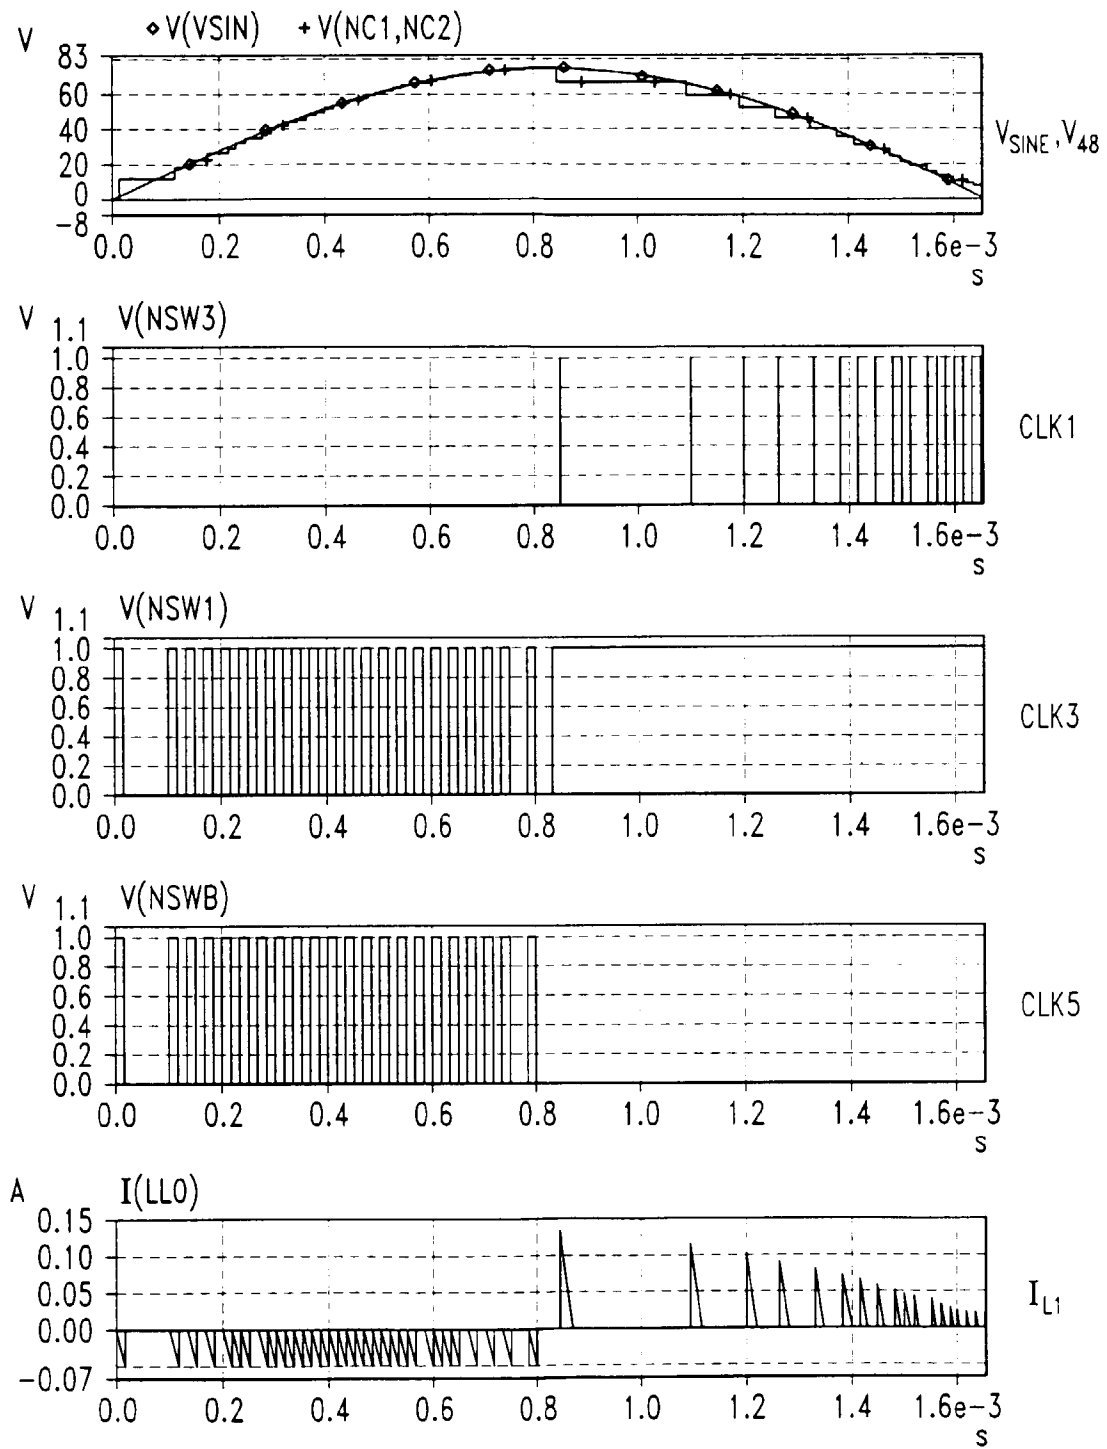 V
◇ V(VSIN) + V(NC1,NC2)
83
60
40
20
0
-8
0.0 0.2 0.4 0.6 0.8 1.0 1.2 1.4 1.6e-3
s
VSINE, V48
V
1.1 V(NSW3)
1.0
0.8
0.6
0.4
0.2
0.0
0.0 0.2 0.4 0.6 0.8 1.0 1.2 1.4 1.6e-3
s
CLK1
V
1.1 V(NSW1)
1.0
0.8
0.6
0.4
0.2
0.0
0.0 0.2 0.4 0.6 0.8 1.0 1.2 1.4 1.6e-3
s
CLK3
V
1.1 V(NSWB)
1.0
0.8
0.6
0.4
0.2
0.0
0.0 0.2 0.4 0.6 0.8 1.0 1.2 1.4 1.6e-3
s
CLK5
A I(LL0)
0.15
0.10
0.05
0.00
-0.07
0.0 0.2 0.4 0.6 0.8 1.0 1.2 1.4 1.6e-3
s
IL1